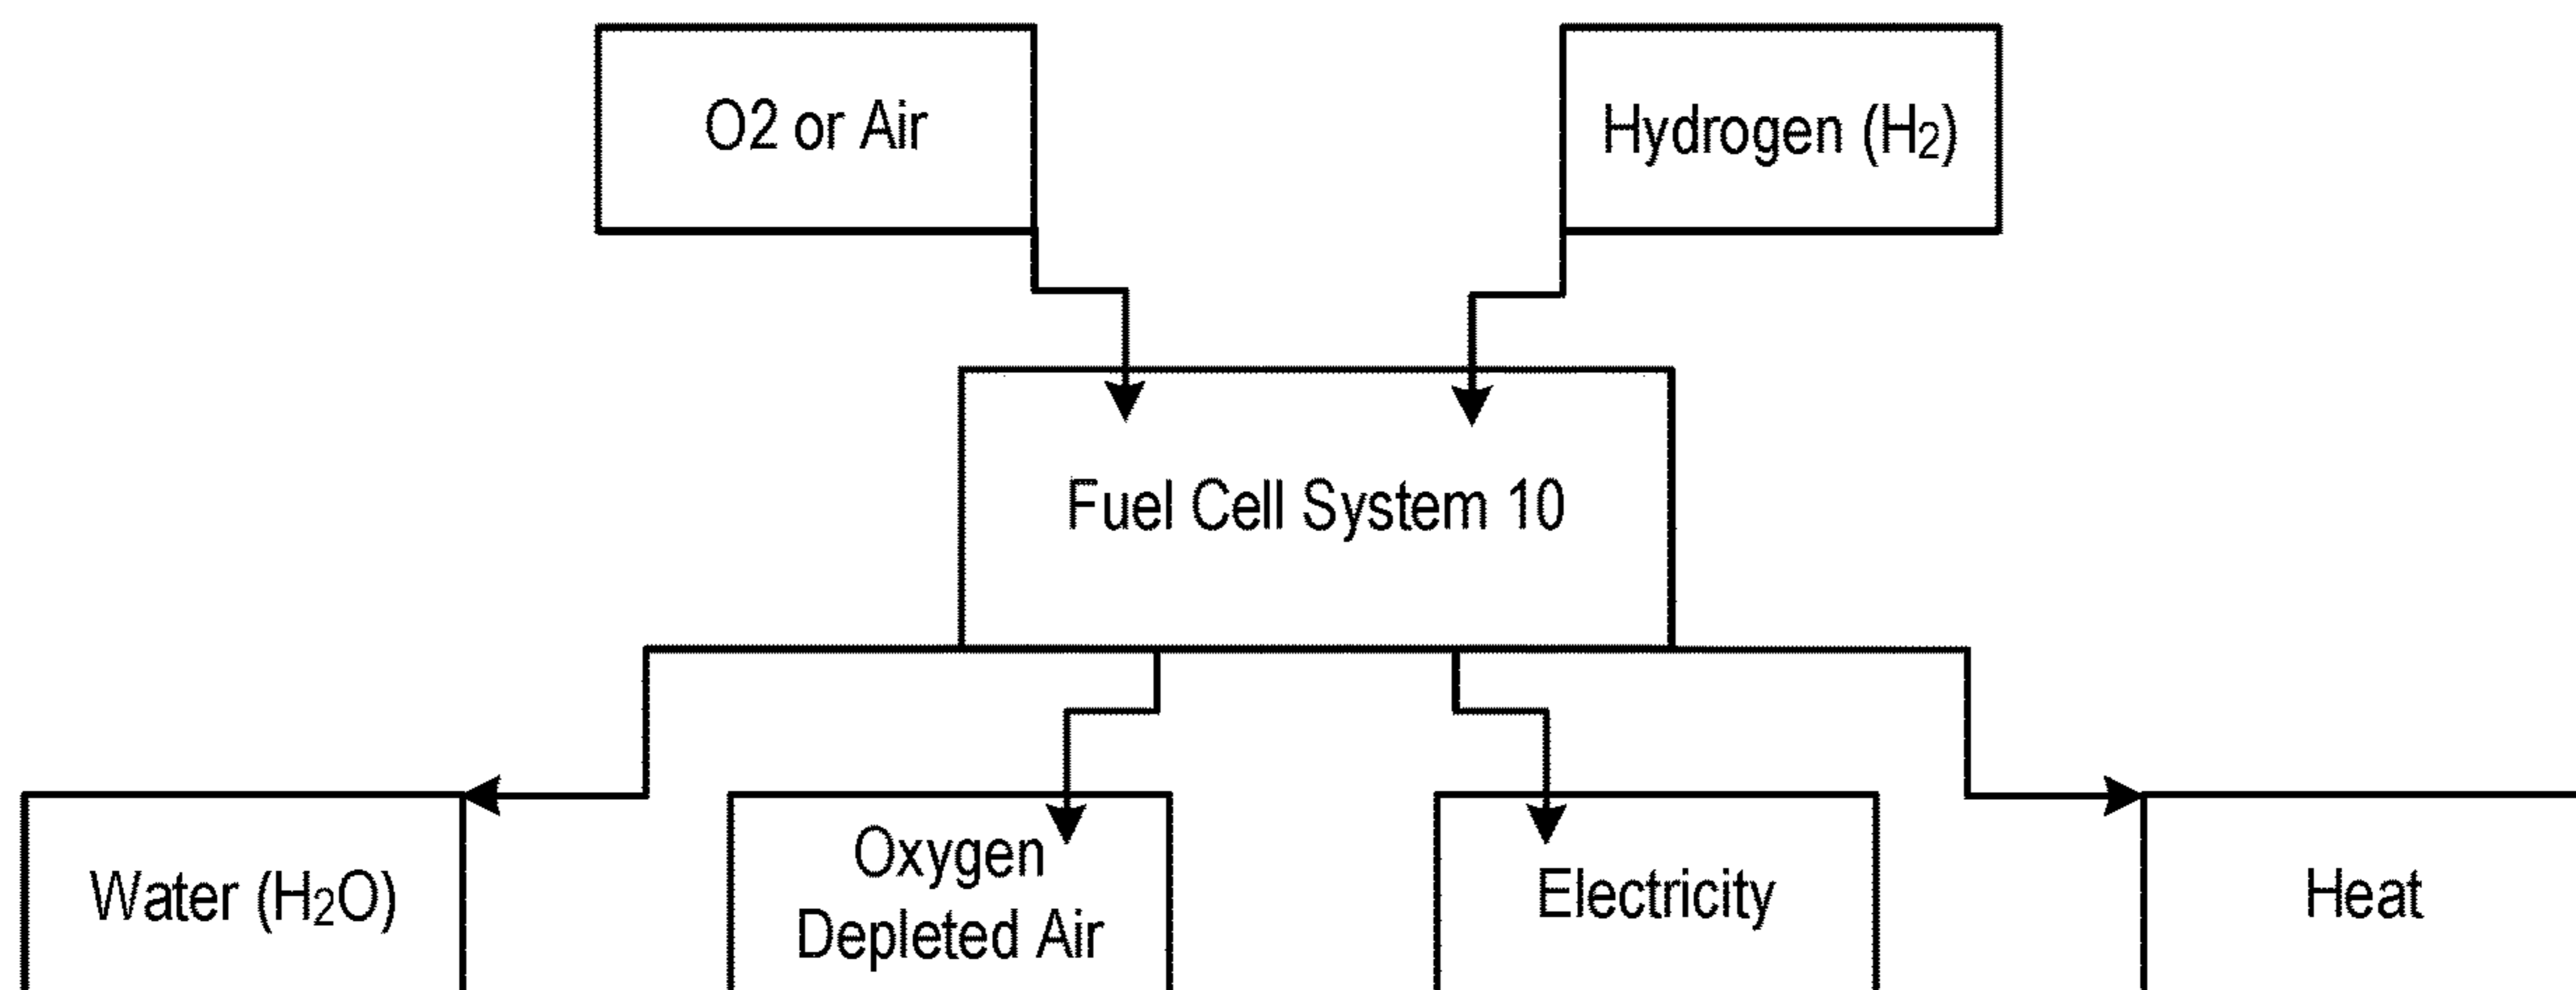 O2 or Air
Hydrogen (H₂)
Fuel Cell System 10
Water (H₂O)
Oxygen
Depleted Air
Electricity
Heat